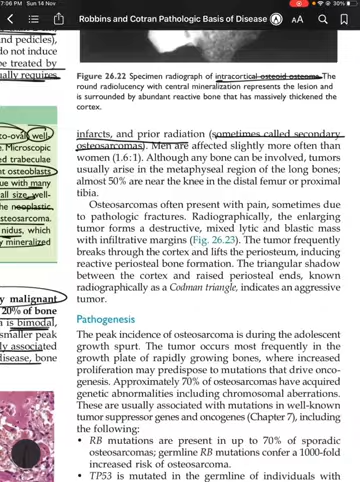 7:06 PM Sun 14 Nov
30%
Robbins and Cotran Pathologic Basis of Disease
AA
and pedicles),
do not induce
be treated by
ually requires
Figure 26.22 Specimen radiograph of intracortical osteoid osteoma. The
round radiolucency with central mineralization represents the lesion and
is surrounded by abundant reactive bone that has massively thickened the
cortex.
to-oval, well
e. Microscopic
ed trabeculae
nt osteoblasts
ue with many
all size, well-
he neoplastic
steosarcoma.
nidus, which
y mineralized
infarcts, and prior radiation (sometimes called secondary
osteosarcomas). Men are affected slightly more often than
women (1.6:1). Although any bone can be involved, tumors
usually arise in the metaphyseal region of the long bones;
almost 50% are near the knee in the distal femur or proximal
tibia.
Osteosarcomas often present with pain, sometimes due
to pathologic fractures. Radiographically, the enlarging
tumor forms a destructive, mixed lytic and blastic mass
with infiltrative margins (Fig. 26.23). The tumor frequently
breaks through the cortex and lifts the periosteum, inducing
reactive periosteal bone formation. The triangular shadow
between the cortex and raised periosteal ends, known
radiographically as Codman triangle, indicates an aggressive
tumor.
y malignant
20% of bone
a is bimodal,
smaller peak
ly associated
disease, bone
Pathogenesis
The peak incidence of osteosarcoma is during the adolescent
growth spurt. The tumor occurs most frequently in the
growth plate of rapidly growing bones, where increased
proliferation may predispose to mutations that drive onco-
genesis. Approximately 70% of osteosarcomas have acquired
genetic abnormalities including chromosomal aberrations.
These are usually associated with mutations in well-known
tumor suppressor genes and oncogenes (Chapter 7), including
the following:
• RB mutations are present in up to 70% of sporadic
osteosarcomas; germline RB mutations confer a 1000-fold
increased risk of osteosarcoma.
• TP53 is mutated in the germline of individuals with